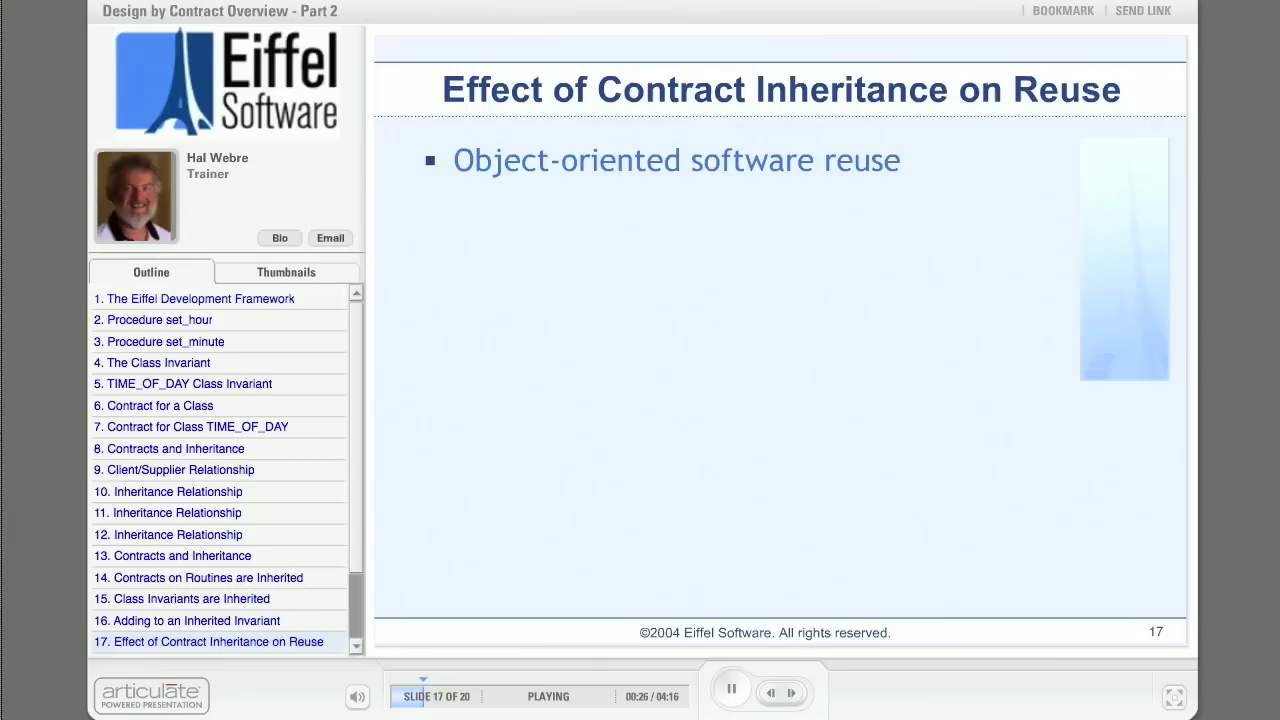 Design by Contract Overview - Part 2
BOOKMARK
SEND LINK
Eiffel
Software
Hal Webre
Trainer
Bio
Email
Outline
Thumbnails
1. The Eiffel Development Framework
2. Procedure set_hour
3. Procedure set_minute
4. The Class Invariant
5. TIME_OF_DAY Class Invariant
6. Contract for a Class
7. Contract for Class TIME_OF_DAY
8. Contracts and Inheritance
9. Client/Supplier Relationship
10. Inheritance Relationship
11. Inheritance Relationship
12. Inheritance Relationship
13. Contracts and Inheritance
14. Contracts on Routines are Inherited
15. Class Invariants are Inherited
16. Adding to an Inherited Invariant
17. Effect of Contract Inheritance on Reuse
Effect of Contract Inheritance on Reuse
▪ Object-oriented software reuse
©2004 Eiffel Software. All rights reserved.
17
articulate
POWERED PRESENTATION
SLIDE 17 OF 20
PLAYING
00:26 / 04:16